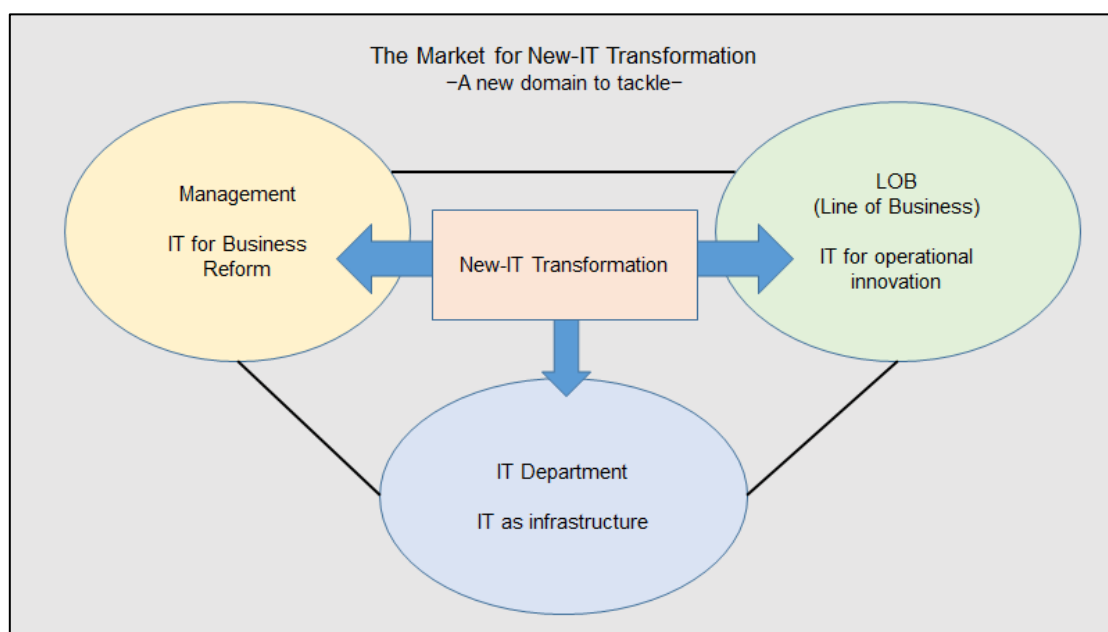 The Market for New-IT Transformation
−A new domain to tackle−
Management
IT for Business
Reform
New-IT Transformation
LOB
(Line of Business)
IT for operational
innovation
IT Department
IT as infrastructure